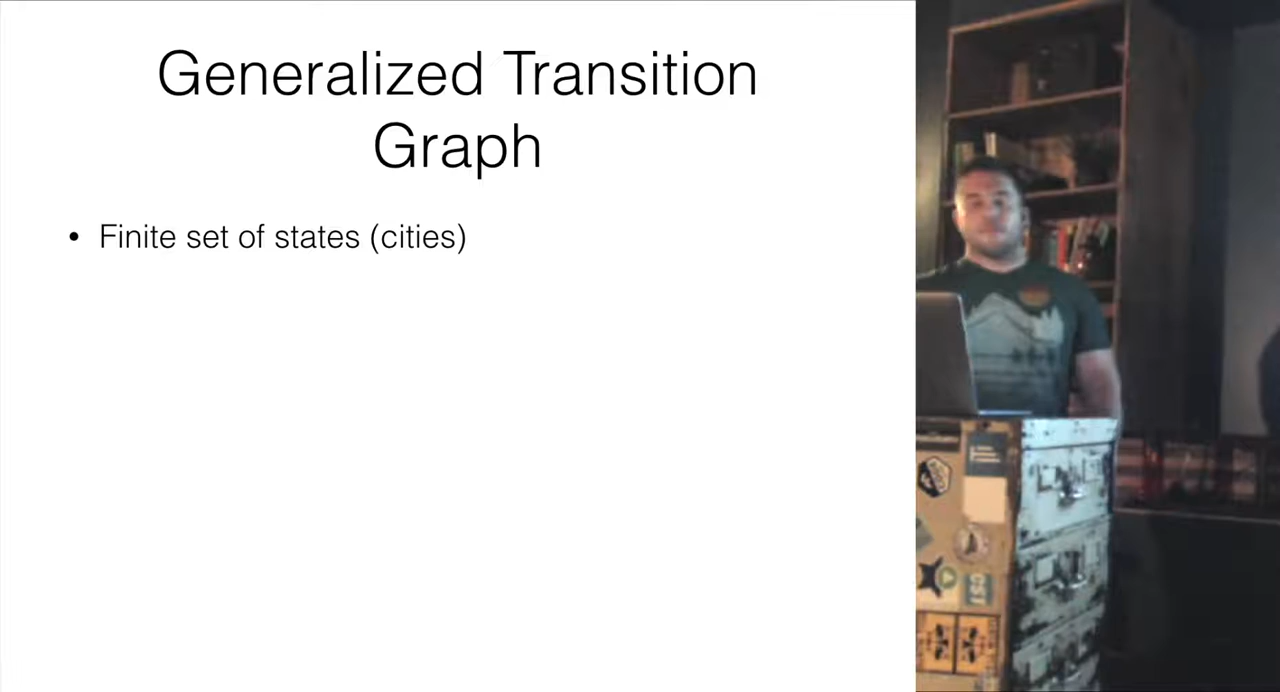 Generalized Transition
Graph
• Finite set of states (cities)